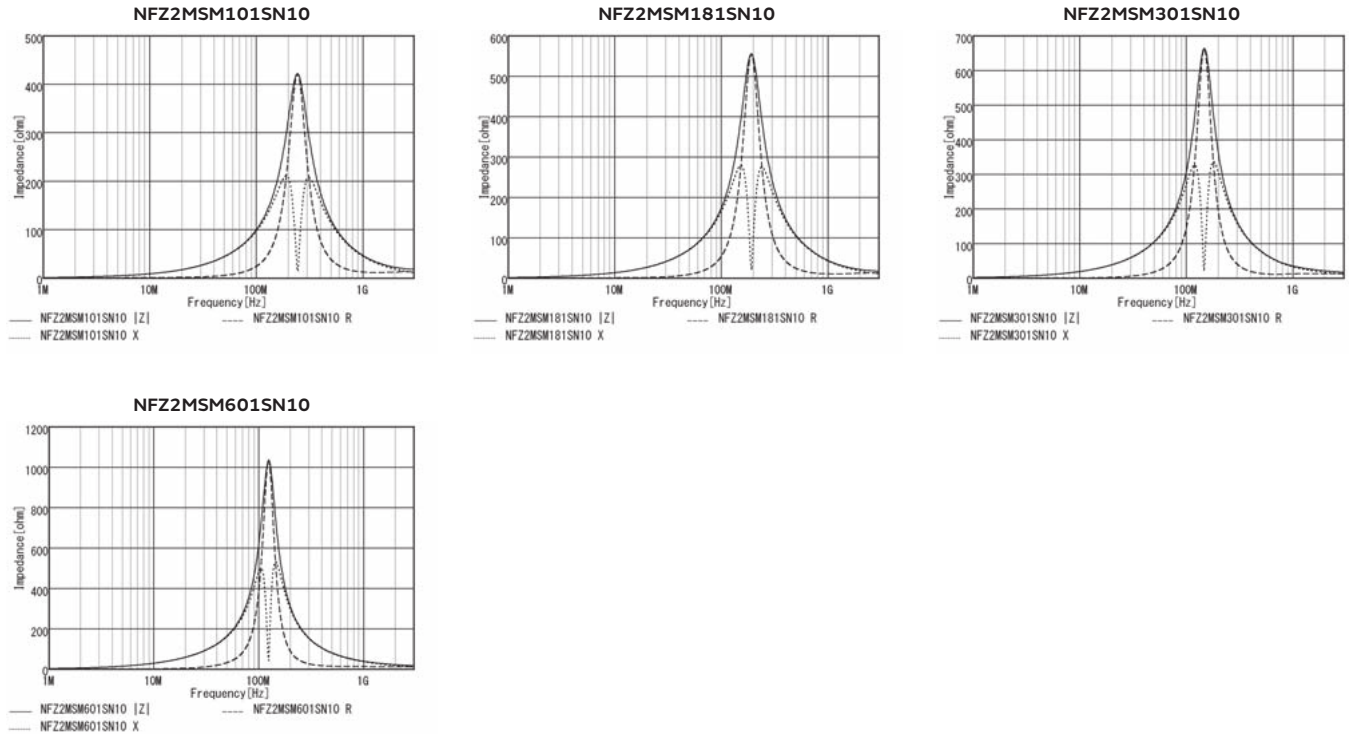 NFZ2MSM101SN10
500
400
300
200
100
0
Impedance[ohm]
1M 10M 100M 1G
Frequency[Hz]
NFZ2MSM101SN10 |Z| NFZ2MSM101SN10 R
NFZ2MSM101SN10 X
NFZ2MSM181SN10
600
500
400
300
200
100
0
Impedance[ohm]
1M 10M 100M 1G
Frequency[Hz]
NFZ2MSM181SN10 |Z| NFZ2MSM181SN10 R
NFZ2MSM181SN10 X
NFZ2MSM301SN10
700
600
500
400
300
200
100
0
Impedance[ohm]
1M 10M 100M 1G
Frequency[Hz]
NFZ2MSM301SN10 |Z| NFZ2MSM301SN10 R
NFZ2MSM301SN10 X
NFZ2MSM601SN10
1200
1000
800
600
400
200
0
Impedance[ohm]
1M 10M 100M 1G
Frequency[Hz]
NFZ2MSM601SN10 |Z| NFZ2MSM601SN10 R
NFZ2MSM601SN10 X